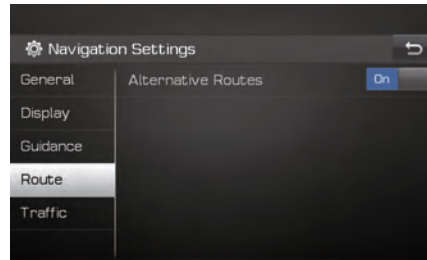 Navigation Settings
General
Alternative Routes
On
Display
Guidance
Route
Traffic